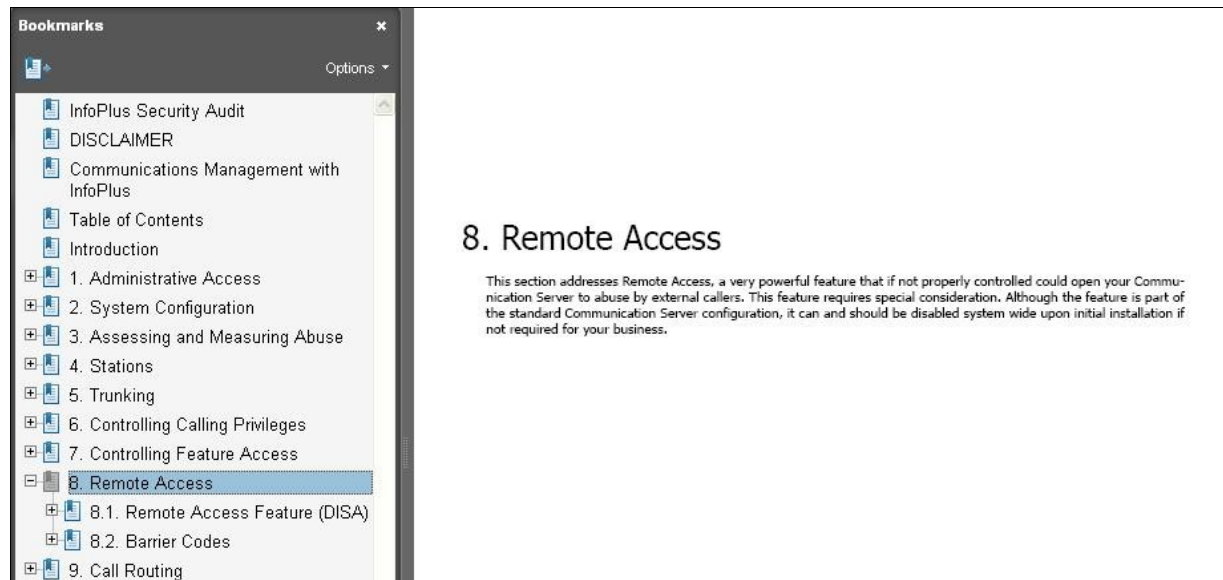 Bookmarks
Options
InfoPlus Security Audit
DISCLAIMER
Communications Management with
InfoPlus
Table of Contents
Introduction
1. Administrative Access
2. System Configuration
3. Assessing and Measuring Abuse
4. Stations
5. Trunking
6. Controlling Calling Privileges
7. Controlling Feature Access
8. Remote Access
8.1. Remote Access Feature (DISA)
8.2. Barrier Codes
9. Call Routing
8. Remote Access
This section addresses Remote Access, a very powerful feature that if not properly controlled could open your Commu-
nication Server to abuse by external callers. This feature requires special consideration. Although the feature is part of
the standard Communication Server configuration, it can and should be disabled system wide upon initial installation if
not required for your business.